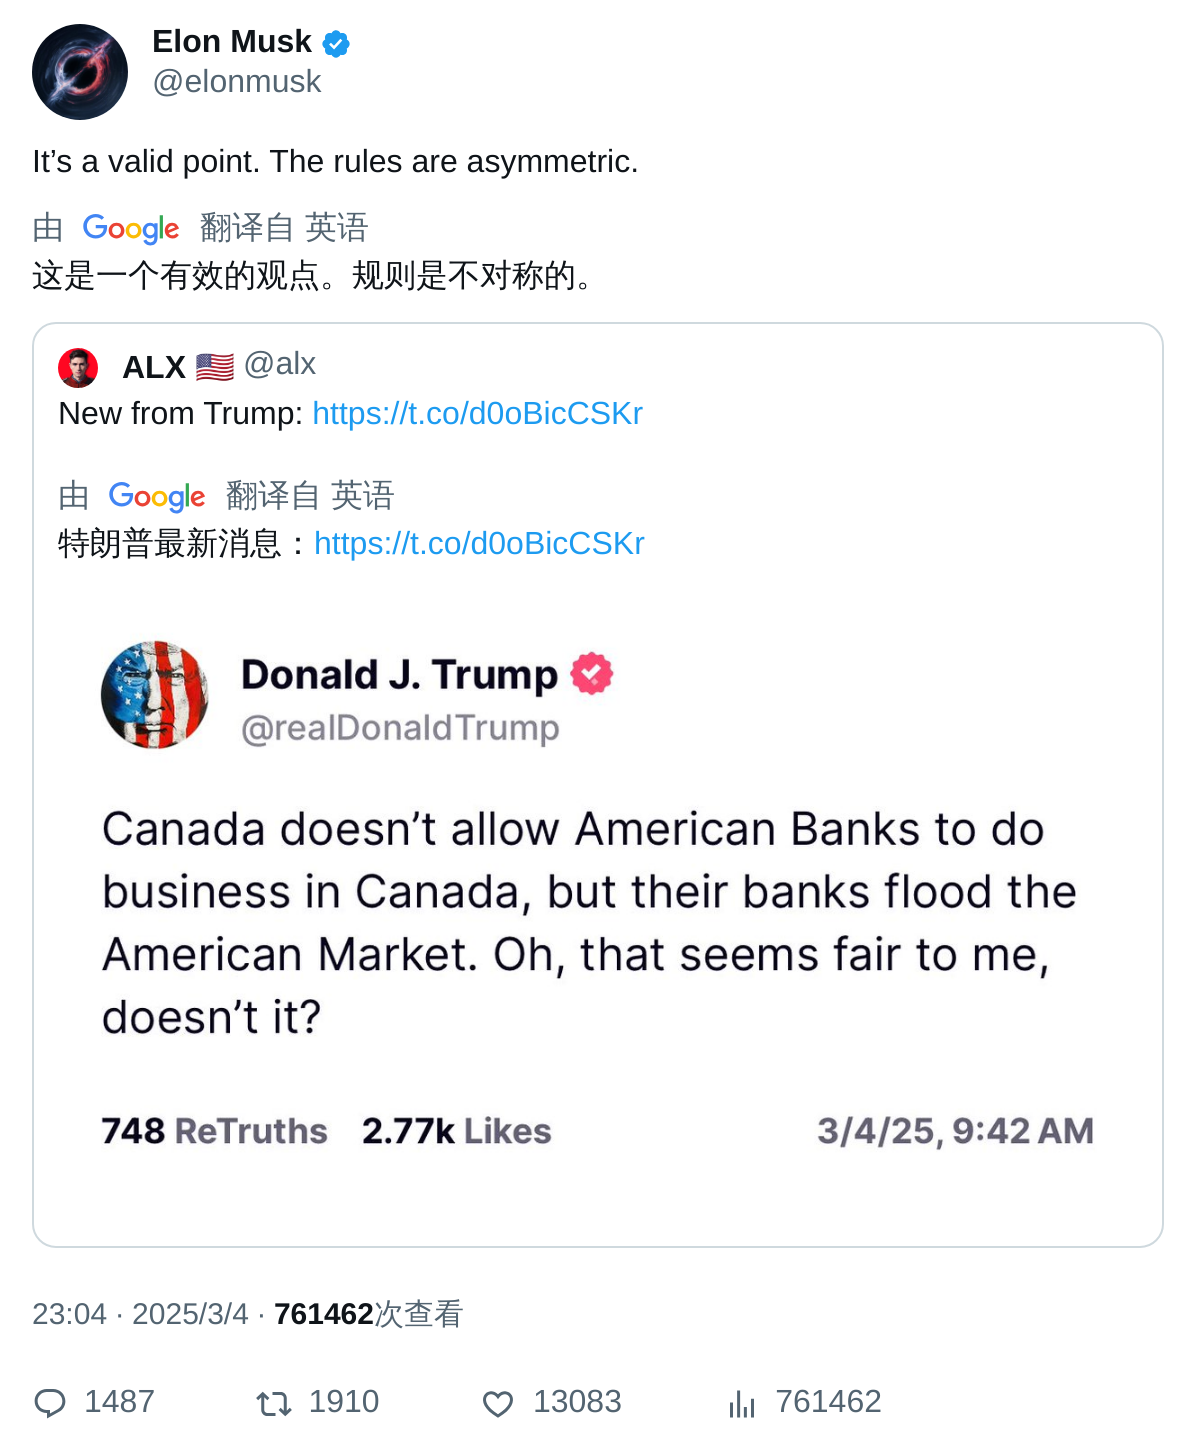 Elon Musk
@elonmusk
It’s a valid point. The rules are asymmetric.
由 Google 翻译自 英语
这是一个有效的观点。规则是不对称的。
ALX 🇺🇸 @alx
New from Trump: https://t.co/d0oBicCSKr
由 Google 翻译自 英语
特朗普最新消息：https://t.co/d0oBicCSKr
Donald J. Trump
@realDonaldTrump
Canada doesn’t allow American Banks to do
business in Canada, but their banks flood the
American Market. Oh, that seems fair to me,
doesn’t it?
748 ReTruths 2.77k Likes 3/4/25, 9:42 AM
23:04 · 2025/3/4 · 761462次查看
1487 1910 13083 761462